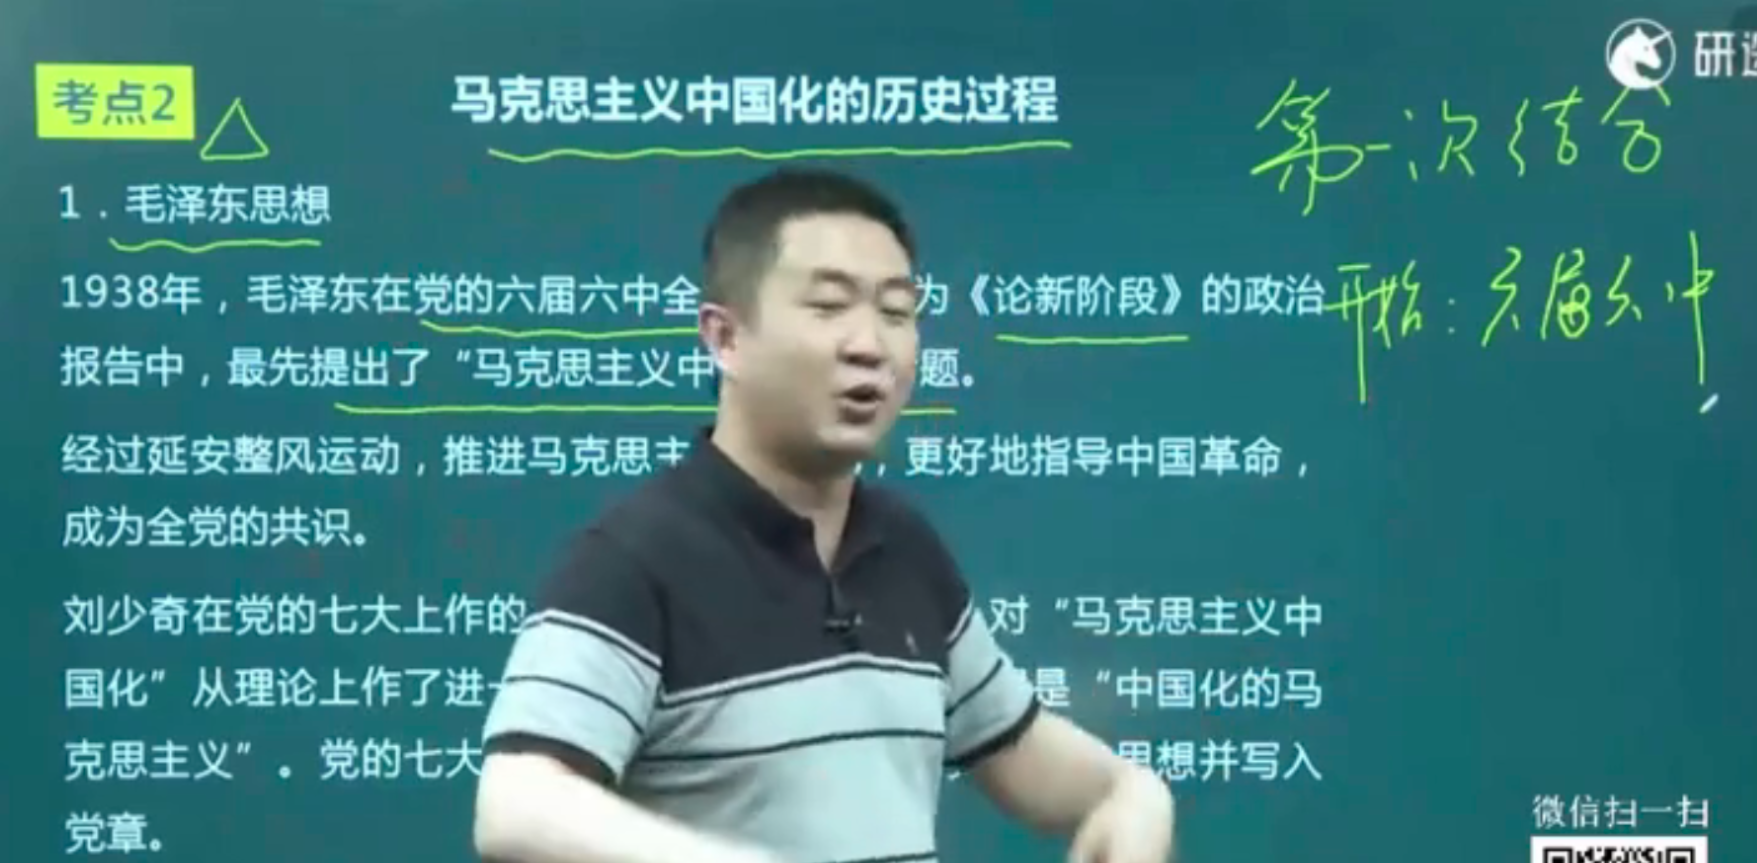 考点2
马克思主义中国化的历史过程
研
第一次结合
1．毛泽东思想
1938年，毛泽东在党的六届六中全 为《论新阶段》的政治
开始：六届六中
报告中，最先提出了“马克思主义中 题。
经过延安整风运动，推进马克思主 ，更好地指导中国革命，
成为全党的共识。
刘少奇在党的七大上作的 对“马克思主义中
国化”从理论上作了进一 是“中国化的马
克思主义”。党的七大 思想并写入
党章。
微信扫一扫